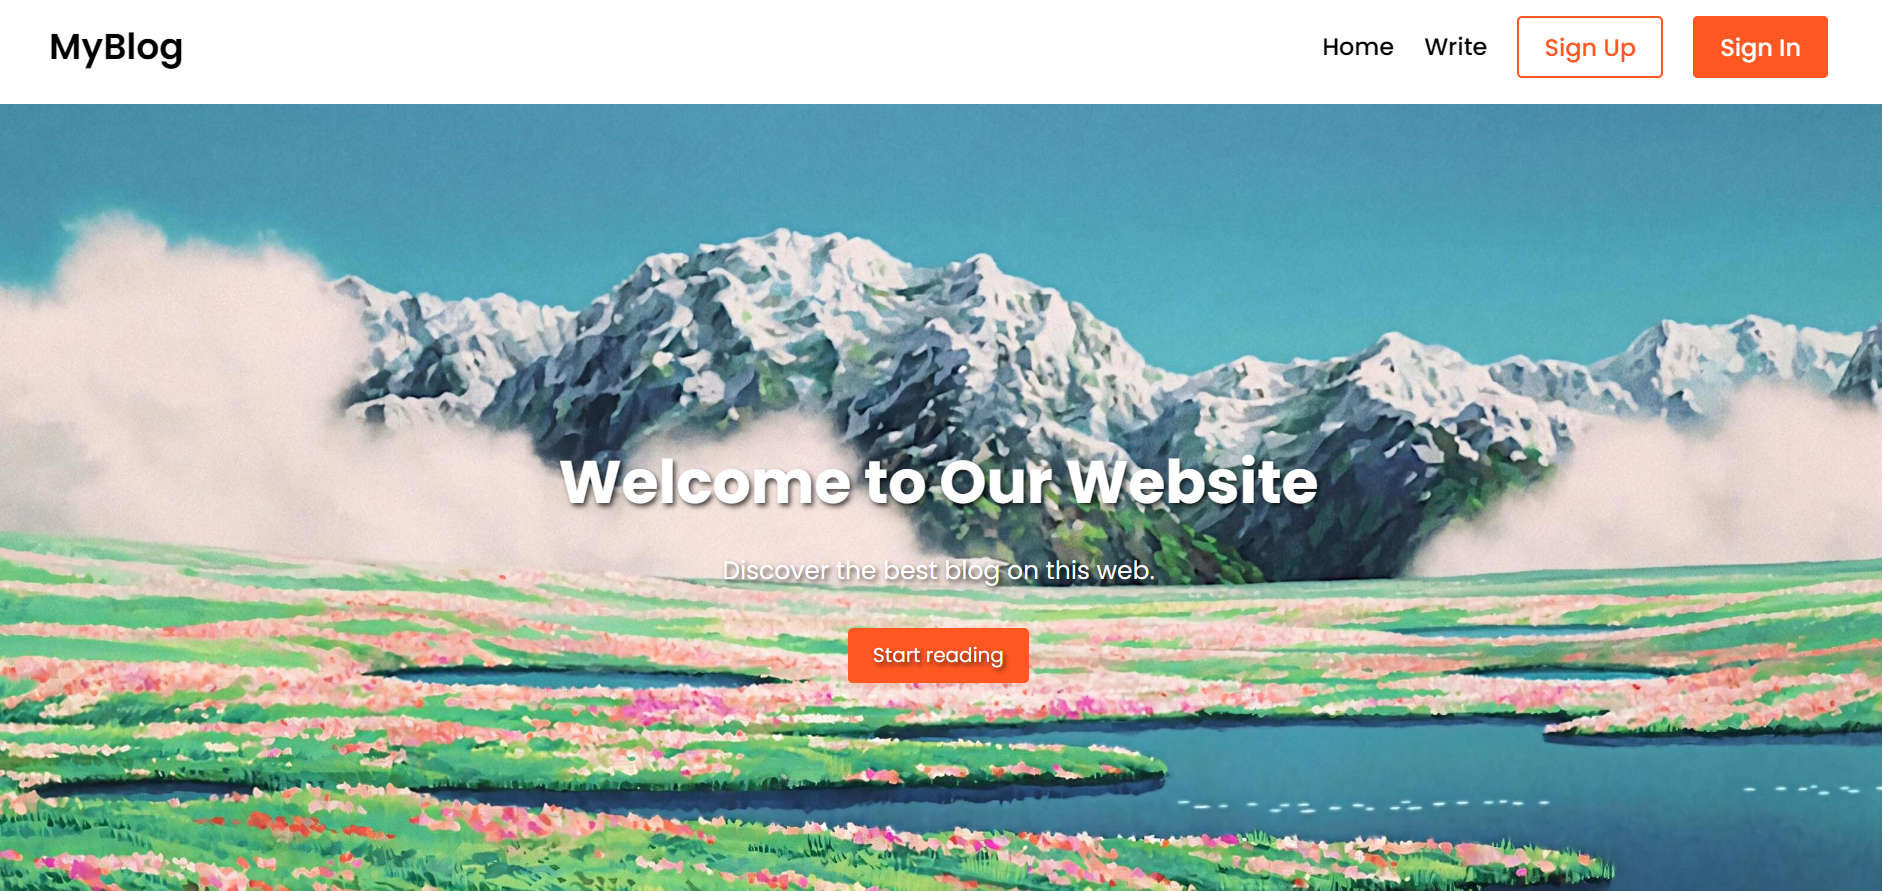 MyBlog
Home Write Sign Up Sign In
Welcome to Our Website
Discover the best blog on this web.
Start reading